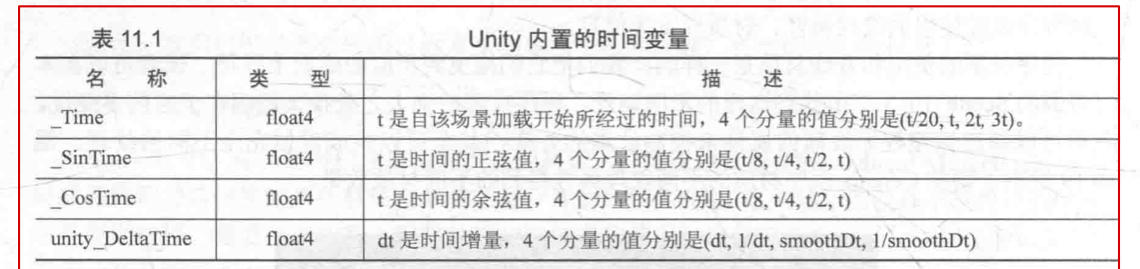 表 11.1 Unity 内置的时间变量
名 称 类 型 描 述
_Time float4 t 是自该场景加载开始所经过的时间，4 个分量的值分别是(t/20, t, 2t, 3t)。
_SinTime float4 t 是时间的正弦值，4 个分量的值分别是(t/8, t/4, t/2, t)
_CosTime float4 t 是时间的余弦值，4 个分量的值分别是(t/8, t/4, t/2, t)
unity_DeltaTime float4 dt 是时间增量，4 个分量的值分别是(dt, 1/dt, smoothDt, 1/smoothDt)